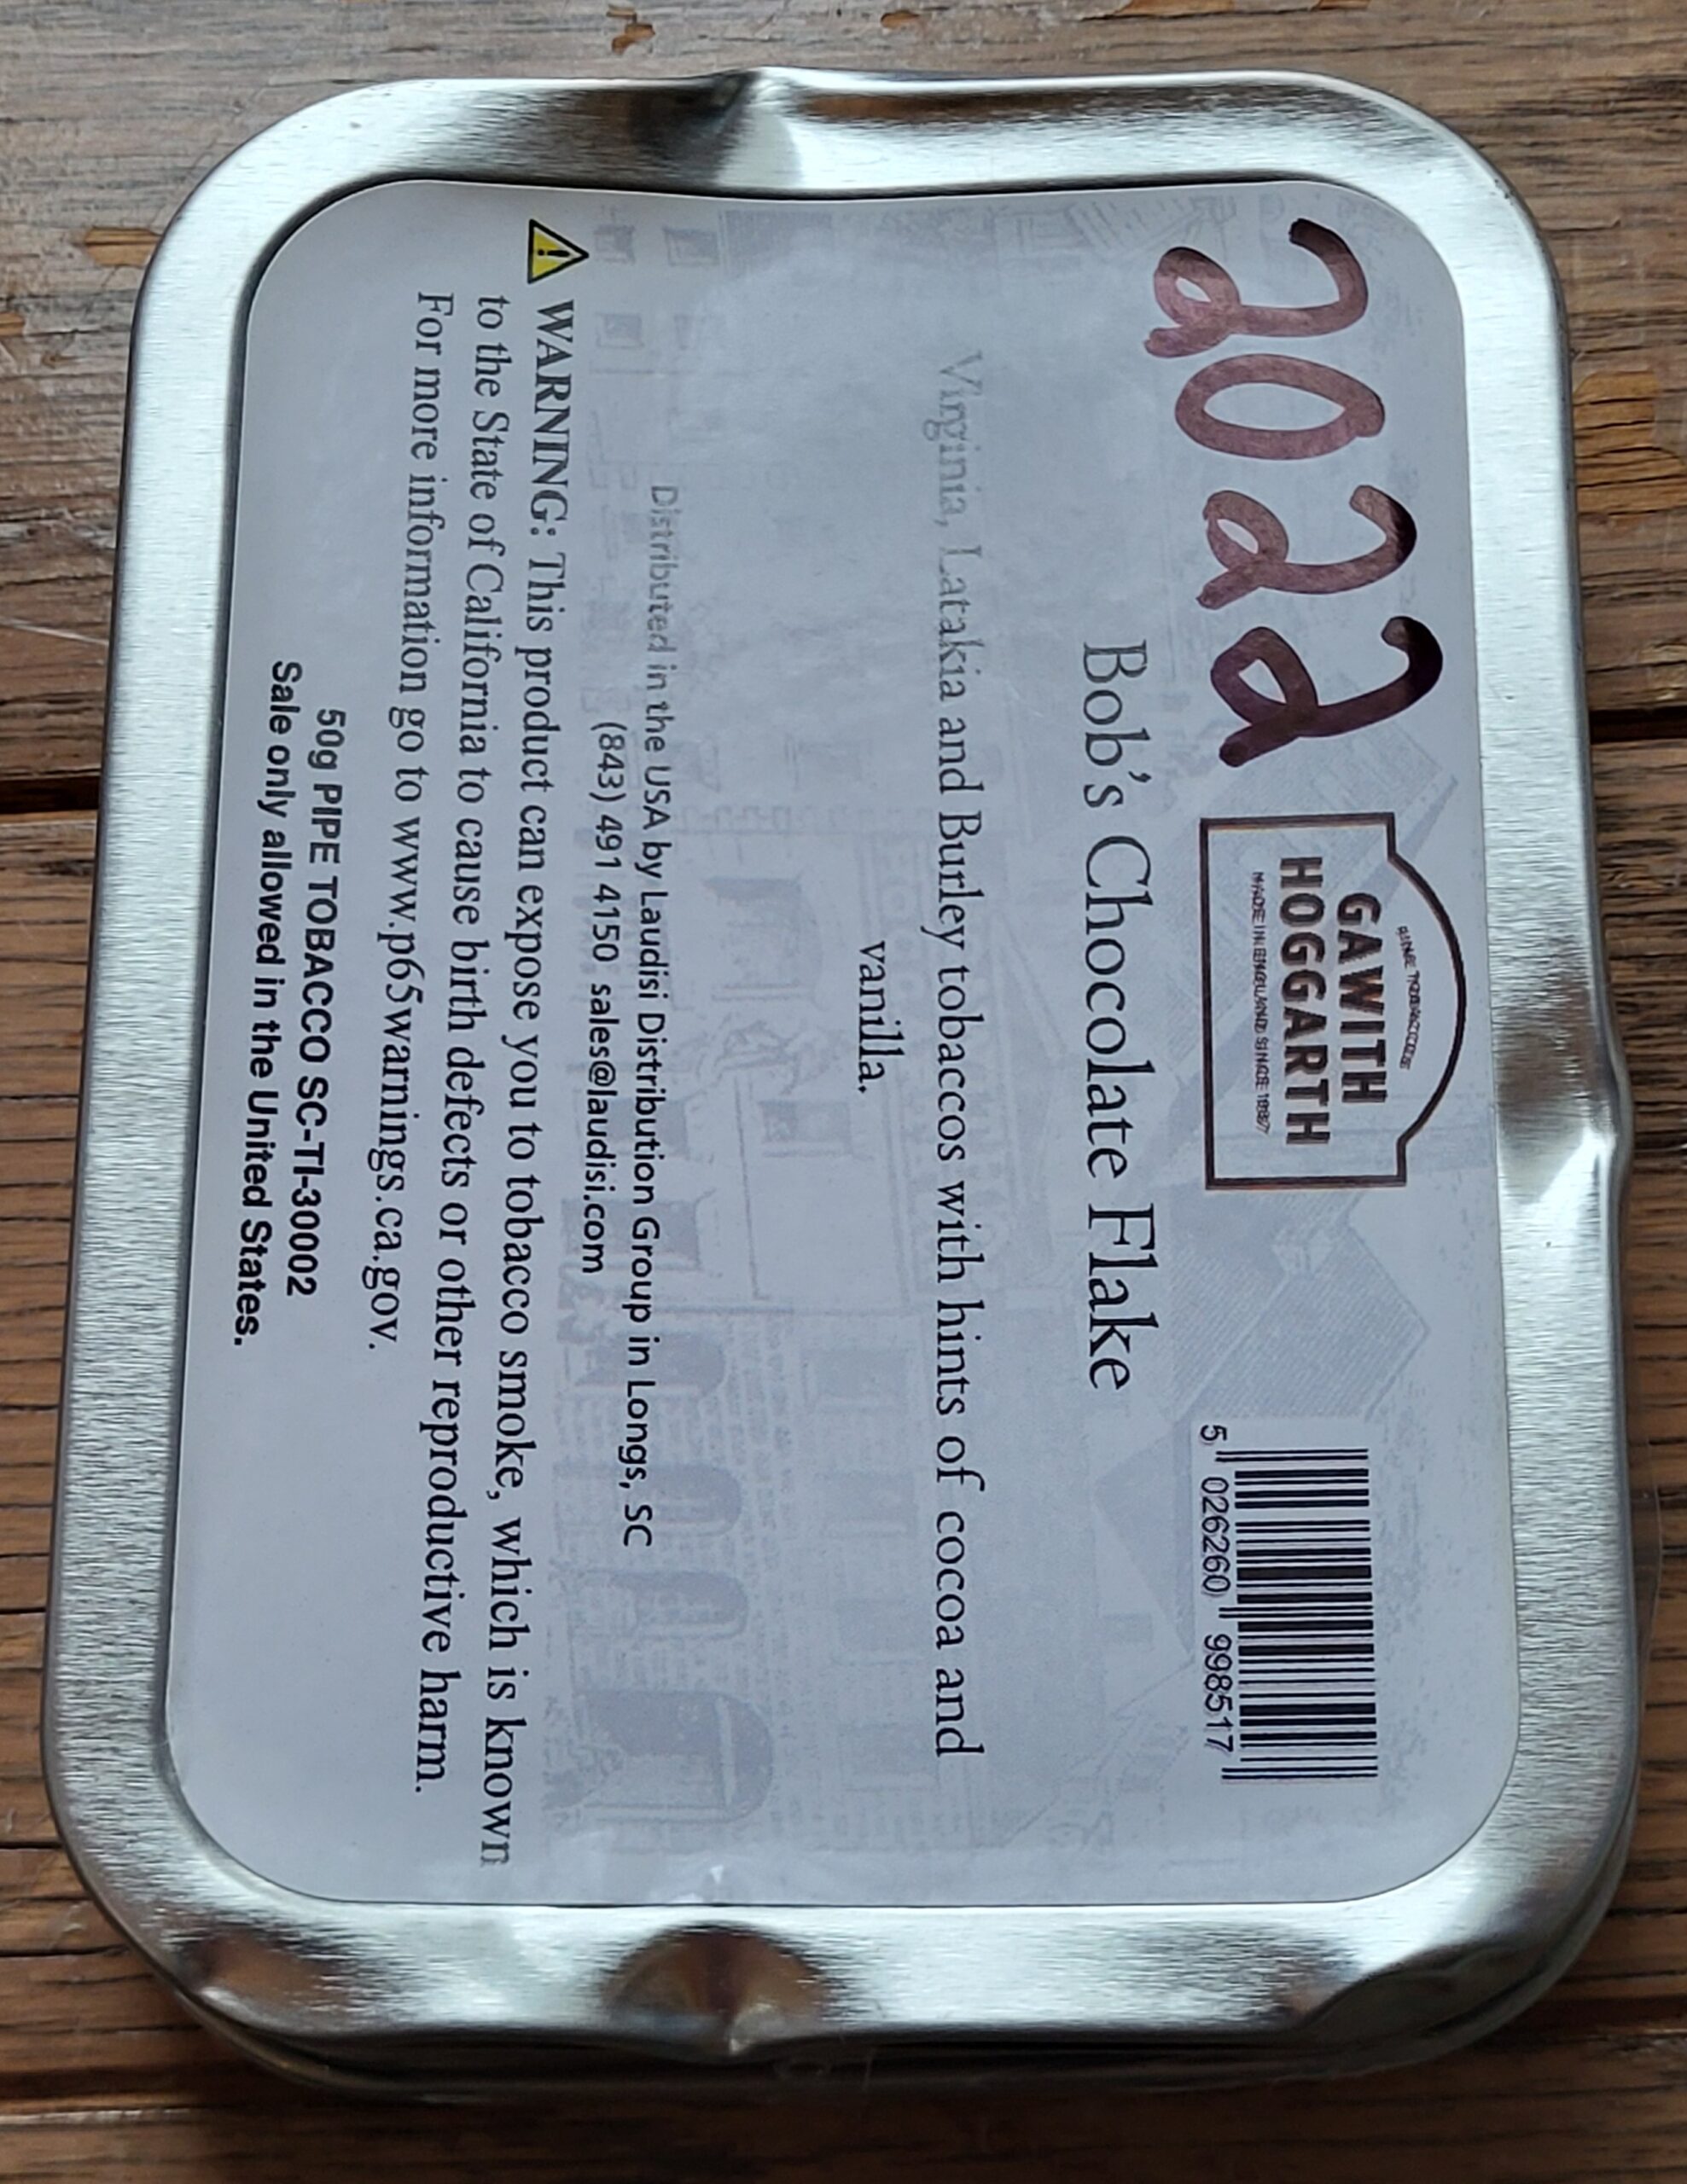 2022
FINE TOBACCOS
GAWITH
HOGGARTH
MADE IN ENGLAND SINCE 1887
5 026260 998517
Bob's Chocolate Flake
Virginia, Latakia and Burley tobaccos with hints of cocoa and
vanilla.
Distributed in the USA by Laudisi Distribution Group in Longs, SC
(843) 491 4150 sales@laudisi.com
WARNING: This product can expose you to tobacco smoke, which is known
to the State of California to cause birth defects or other reproductive harm.
For more information go to www.p65warnings.ca.gov.
50g PIPE TOBACCO SC-TI-30002
Sale only allowed in the United States.